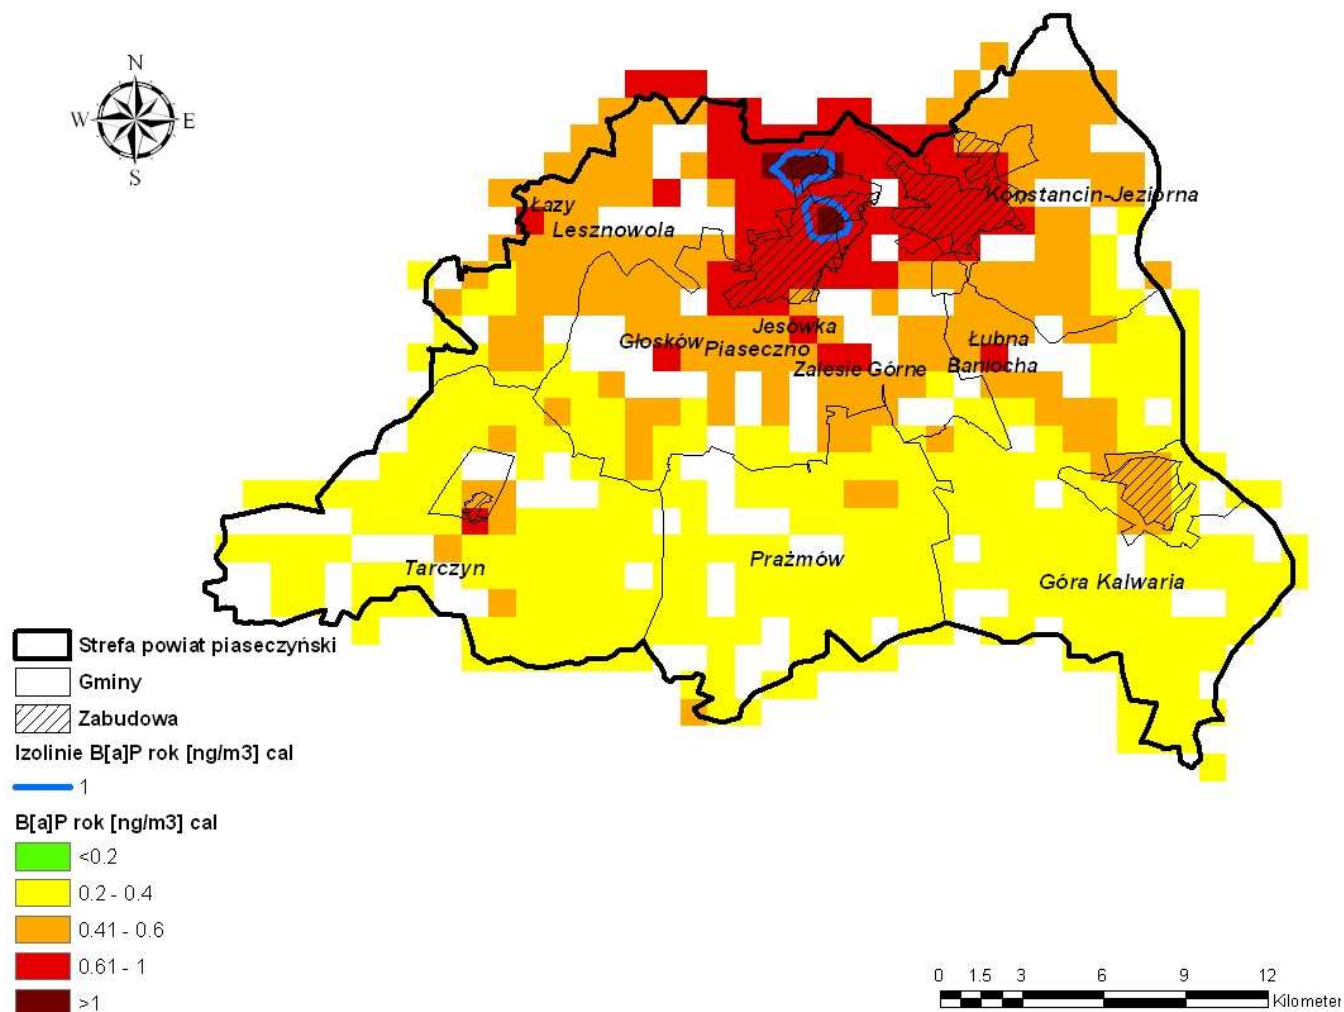 N
W E
S
Konstancin-Jeziorna
Łazy
Lesznowola
Jesówka
Głosków
Piaseczno
Łubna
Zalesie Górne
Baniocha
Prażmów
Tarczyn
Góra Kalwaria
Strefa powiat piaseczyński
Gminy
Zabudowa
Izolinie B[a]P rok [ng/m3] cal
1
B[a]P rok [ng/m3] cal
<0.2
0.2 - 0.4
0.41 - 0.6
0.61 - 1
>1
0 1.5 3 6 9 12
Kilometer